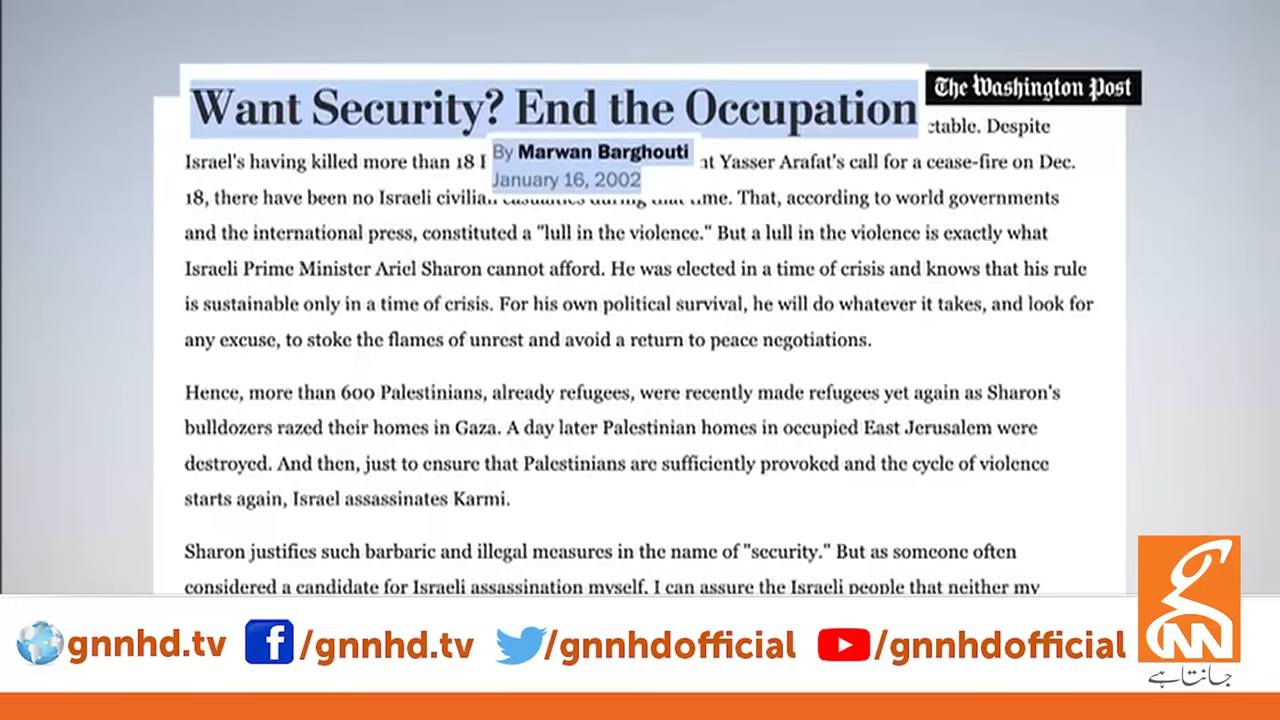 Want Security? End the Occupation
The Washington Post
By Marwan Barghouti
January 16, 2002
ctable. Despite
Israel's having killed more than 18 at Yasser Arafat's call for a cease-fire on Dec.
18, there have been no Israeli civilian casualties during that time. That, according to world governments
and the international press, constituted a "lull in the violence." But a lull in the violence is exactly what
Israeli Prime Minister Ariel Sharon cannot afford. He was elected in a time of crisis and knows that his rule
is sustainable only in a time of crisis. For his own political survival, he will do whatever it takes, and look for
any excuse, to stoke the flames of unrest and avoid a return to peace negotiations.
Hence, more than 600 Palestinians, already refugees, were recently made refugees yet again as Sharon's
bulldozers razed their homes in Gaza. A day later Palestinian homes in occupied East Jerusalem were
destroyed. And then, just to ensure that Palestinians are sufficiently provoked and the cycle of violence
starts again, Israel assassinates Karmi.
Sharon justifies such barbaric and illegal measures in the name of "security." But as someone often
considered a candidate for Israeli assassination myself, I can assure the Israeli people that neither my
gnnhd.tv
f /gnnhd.tv
/gnnhdofficial
/gnnhdofficial
GNN
جانتا ہے